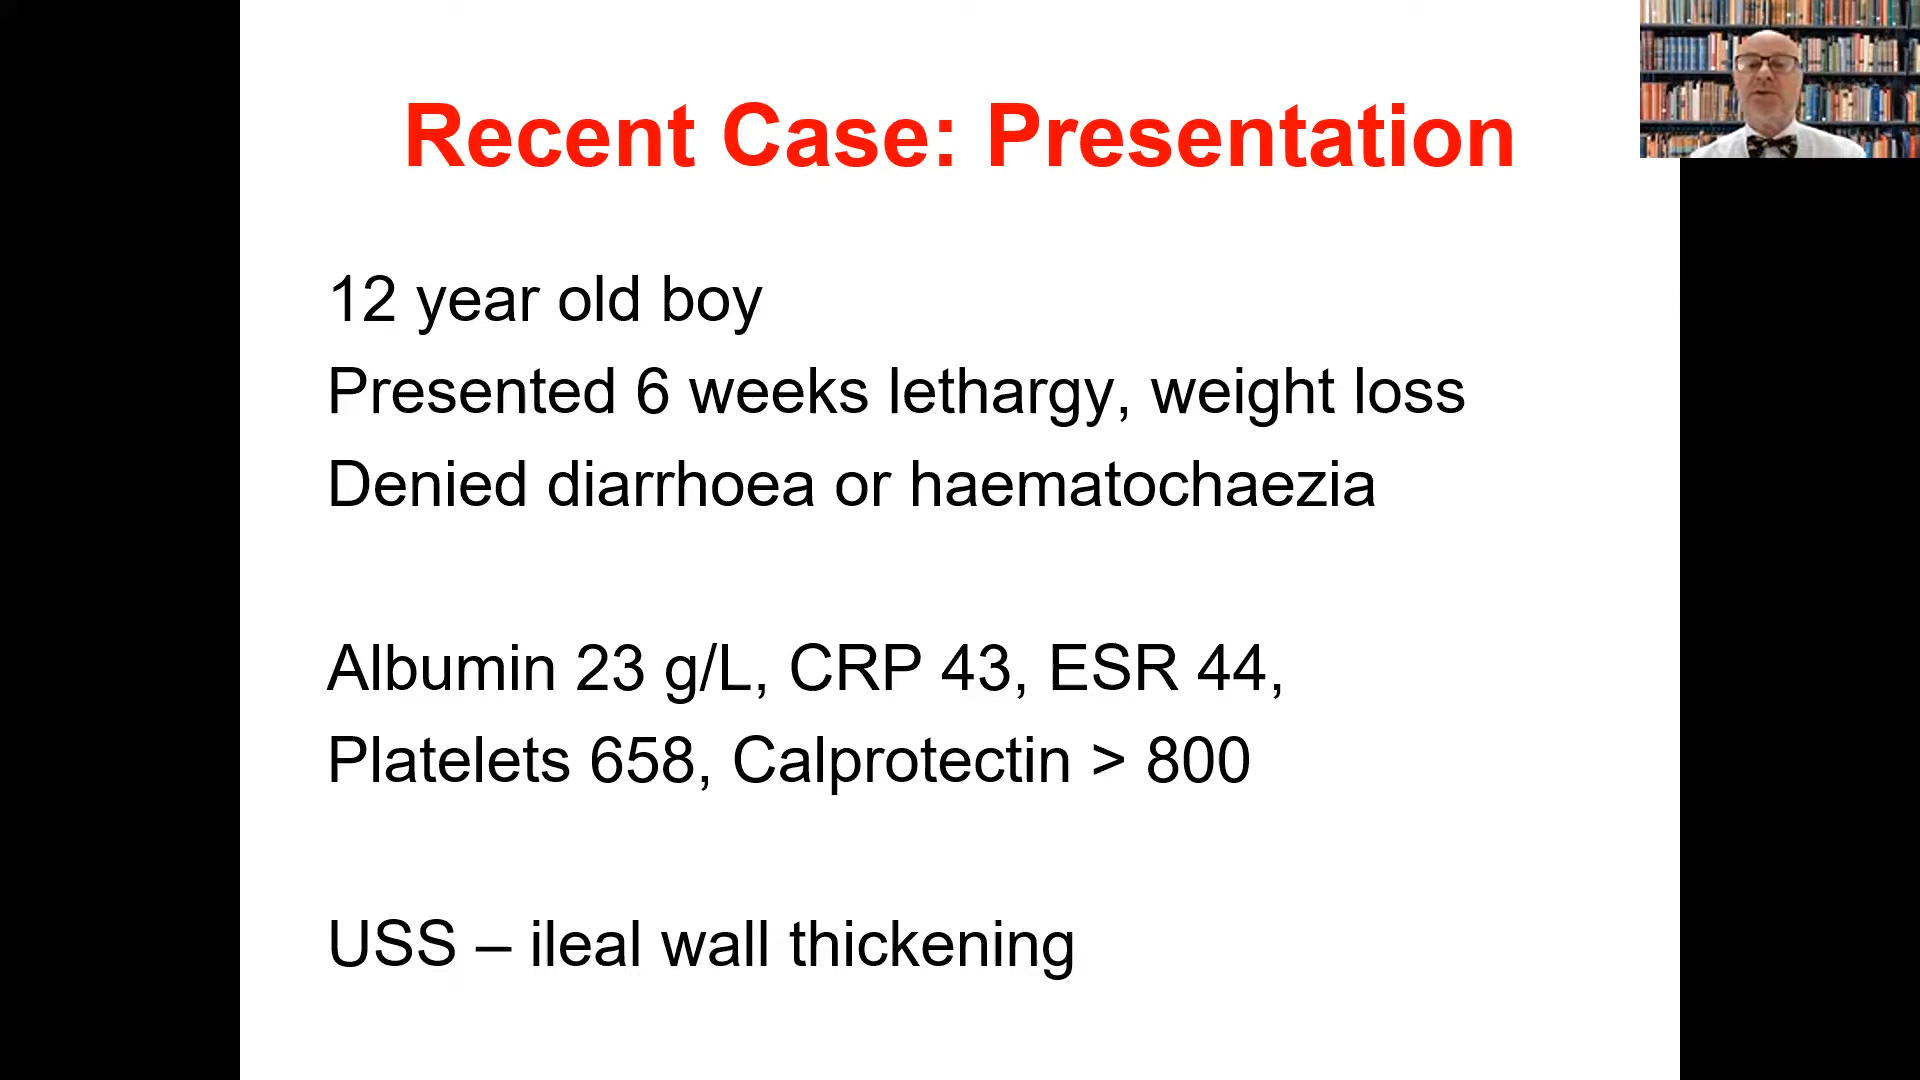 Recent Case: Presentation
12 year old boy
Presented 6 weeks lethargy, weight loss
Denied diarrhoea or haematochaezia
Albumin 23 g/L, CRP 43, ESR 44,
Platelets 658, Calprotectin > 800
USS – ileal wall thickening